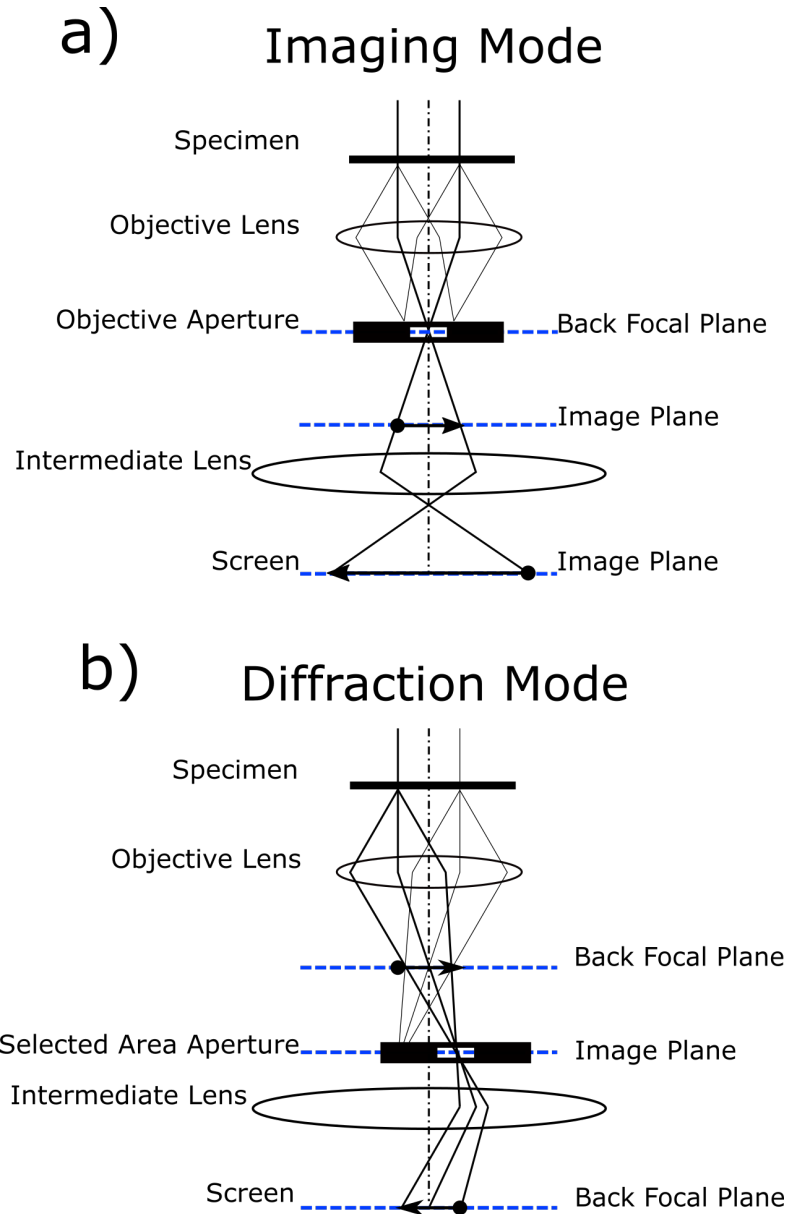 a)
Imaging Mode
Specimen
Objective Lens
Objective Aperture
Back Focal Plane
Image Plane
Intermediate Lens
Screen
Image Plane
b)
Diffraction Mode
Specimen
Objective Lens
Back Focal Plane
Selected Area Aperture
Image Plane
Intermediate Lens
Screen
Back Focal Plane